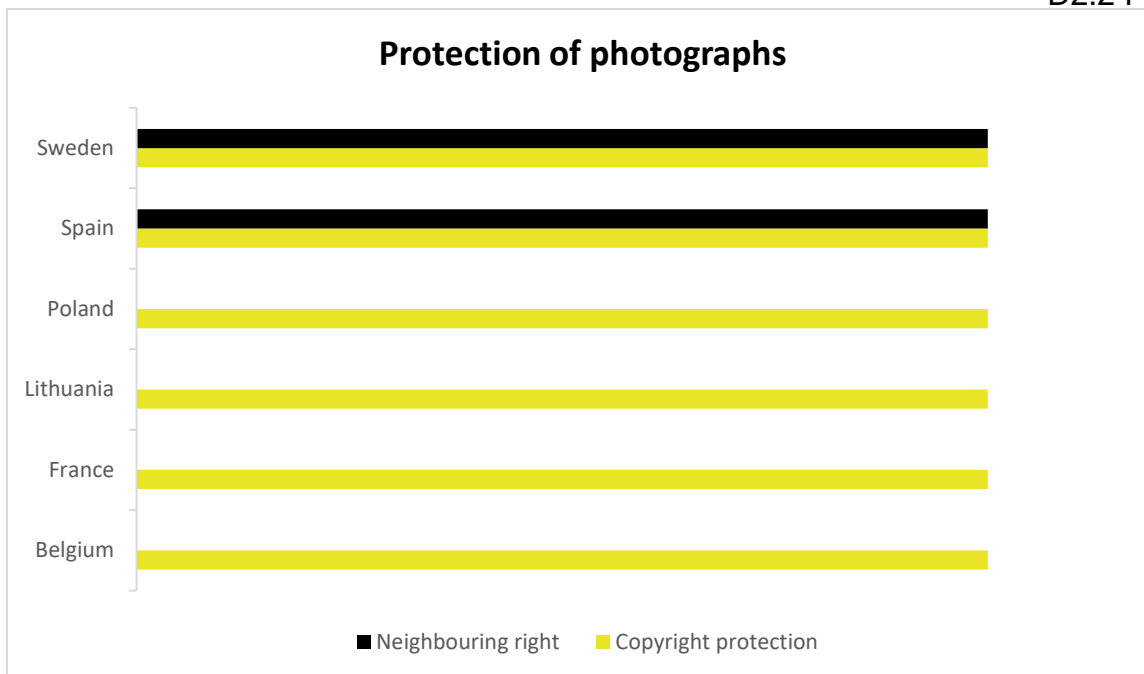 Protection of photographs
Sweden
Spain
Poland
Lithuania
France
Belgium
Neighbouring right Copyright protection